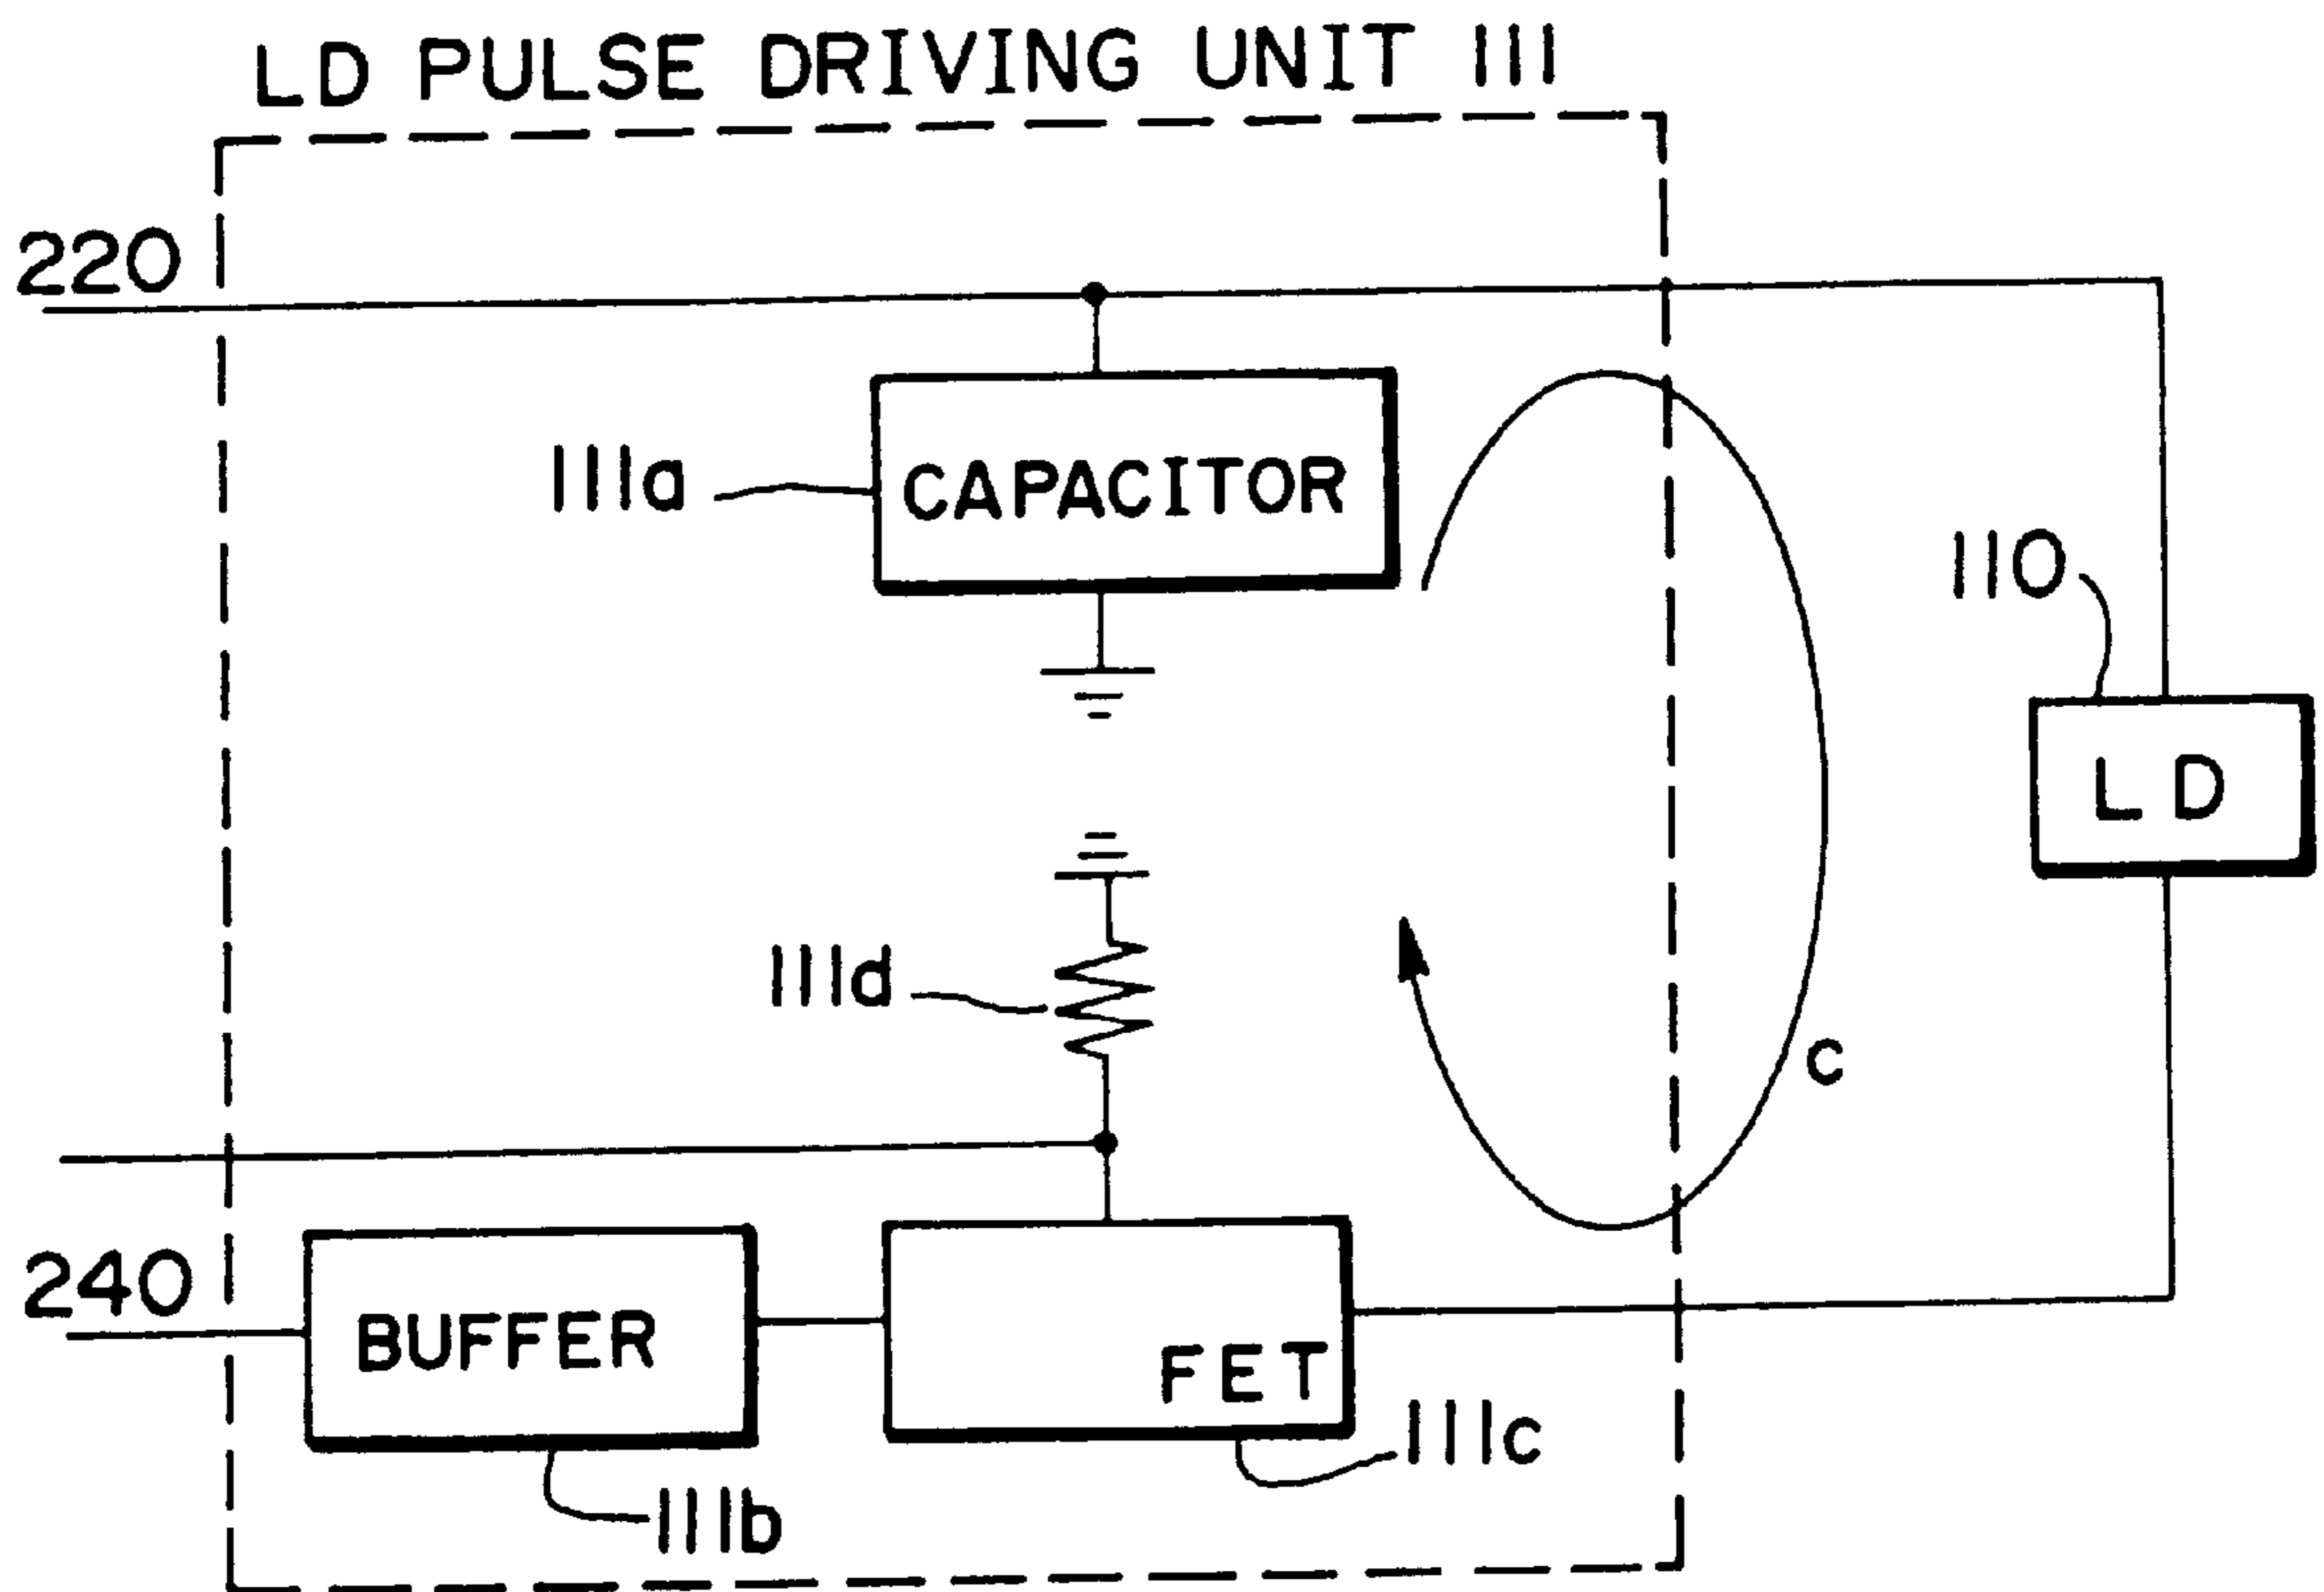 LD PULSE DRIVING UNIT 111
220
111a
CAPACITOR
110
LD
111d
c
240
BUFFER
FET
111c
111b